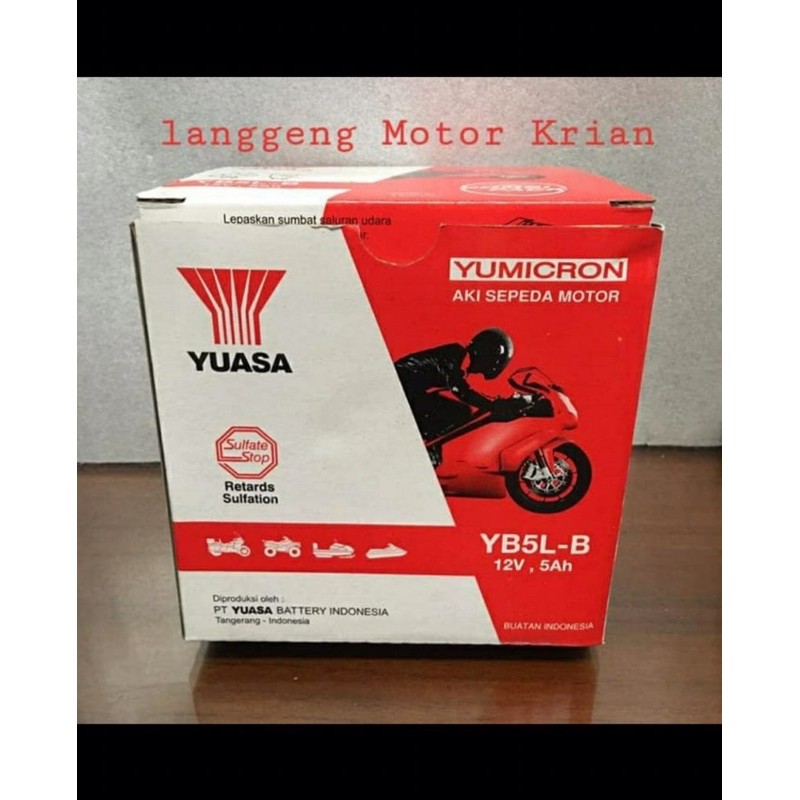 langgeng Motor Krian
YB5L-B
Lepaskan sumbat saluran udara
YUASA
YUMICRON
AKI SEPEDA MOTOR
Sulfate
Stop
Retards
Sulfation
YB5L-B
12V , 5Ah
Diproduksi oleh :
PT YUASA BATTERY INDONESIA
Tangerang - Indonesia
BUATAN INDONESIA